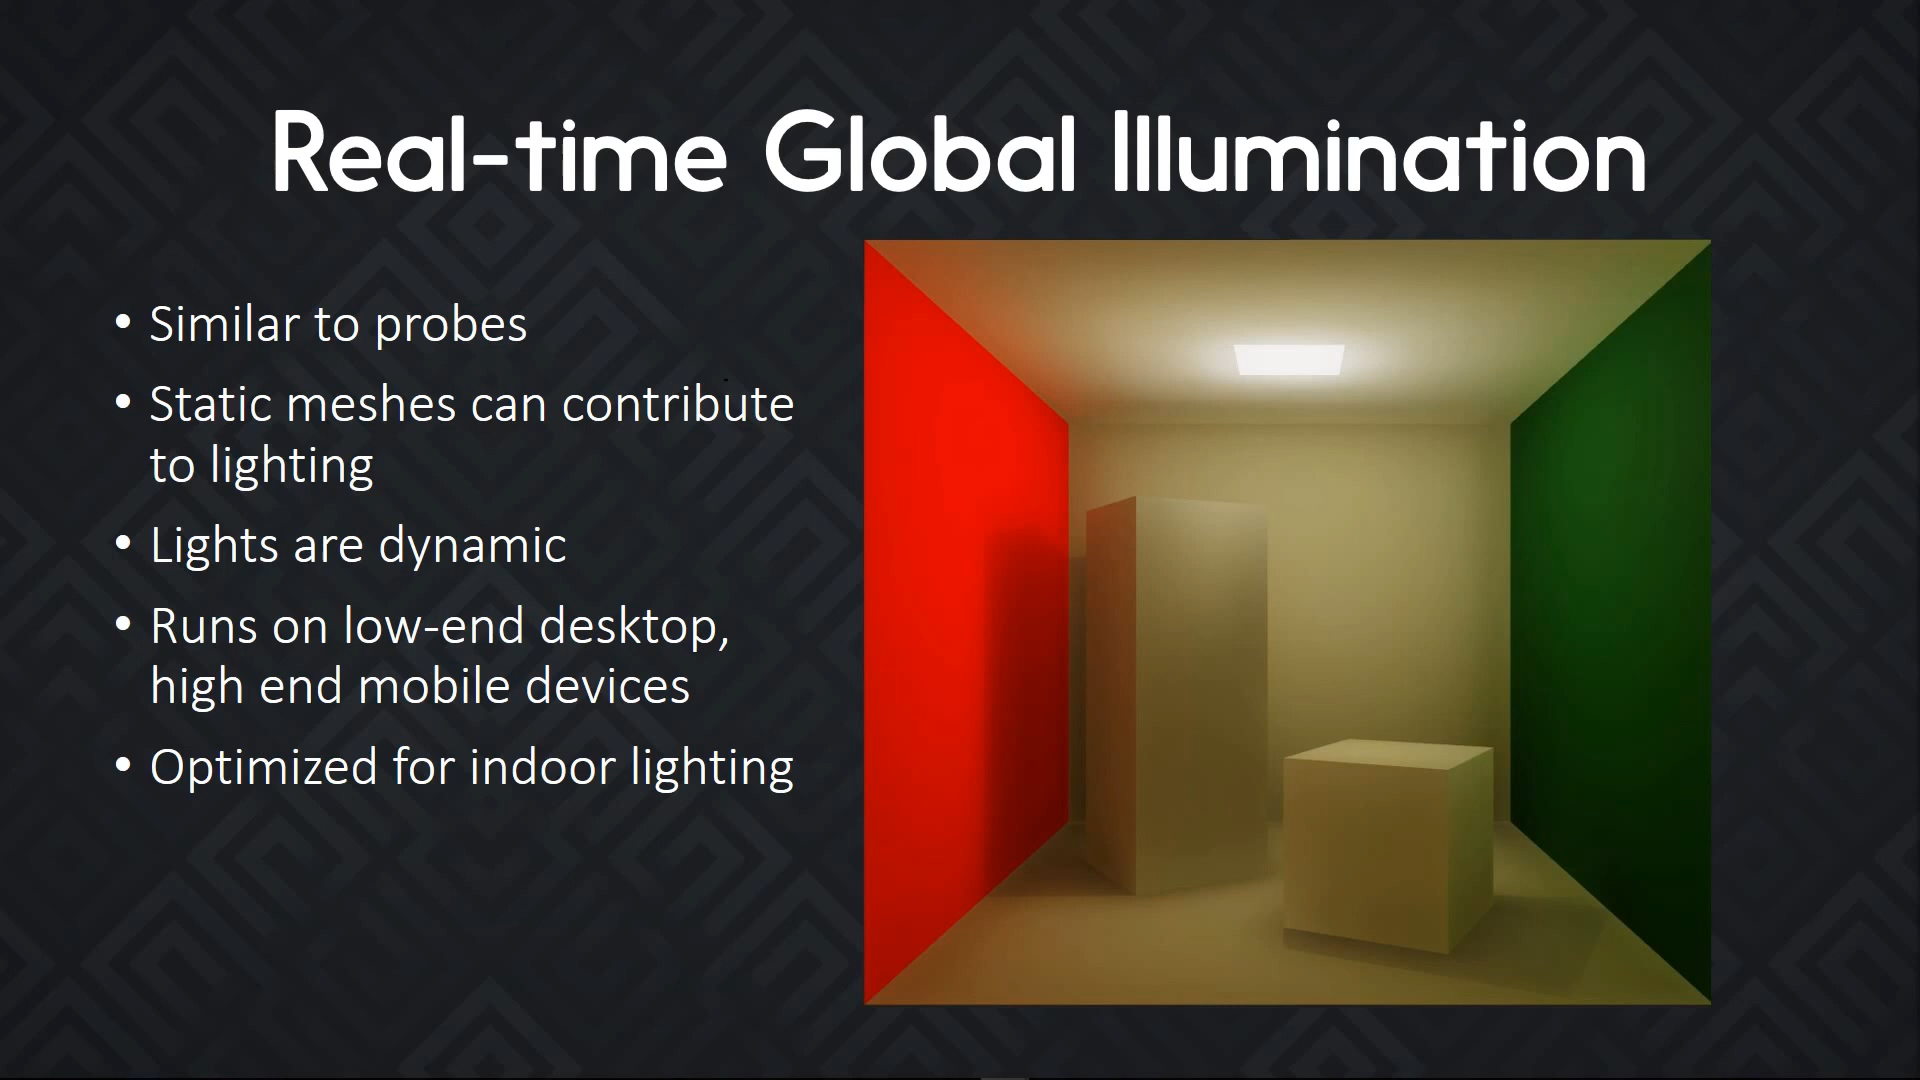 Real-time Global Illumination
• Similar to probes
• Static meshes can contribute
to lighting
• Lights are dynamic
• Runs on low-end desktop,
high end mobile devices
• Optimized for indoor lighting